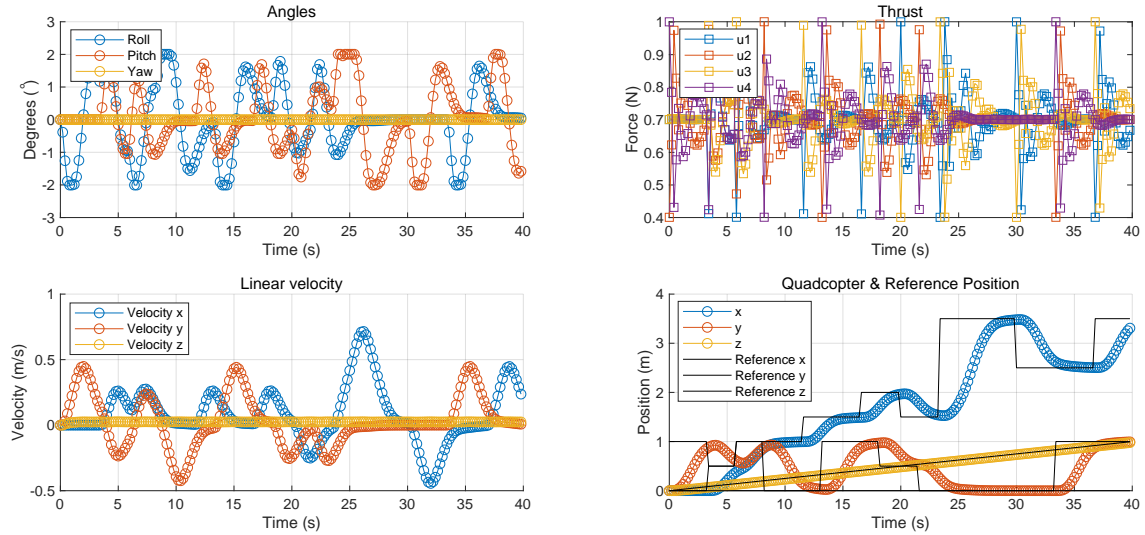 Angles
3
2
1
0
-1
-2
-3
Degrees (°)
Roll
Pitch
Yaw
0 5 10 15 20 25 30 35 40
Time (s)
Thrust
1
0.9
0.8
0.7
0.6
0.5
0.4
Force (N)
u1
u2
u3
u4
0 5 10 15 20 25 30 35 40
Time (s)
Linear velocity
1
0.5
0
-0.5
Velocity (m/s)
Velocity x
Velocity y
Velocity z
0 5 10 15 20 25 30 35 40
Time (s)
Quadcopter & Reference Position
4
3
2
1
0
Position (m)
x
y
z
Reference x
Reference y
Reference z
0 5 10 15 20 25 30 35 40
Time (s)